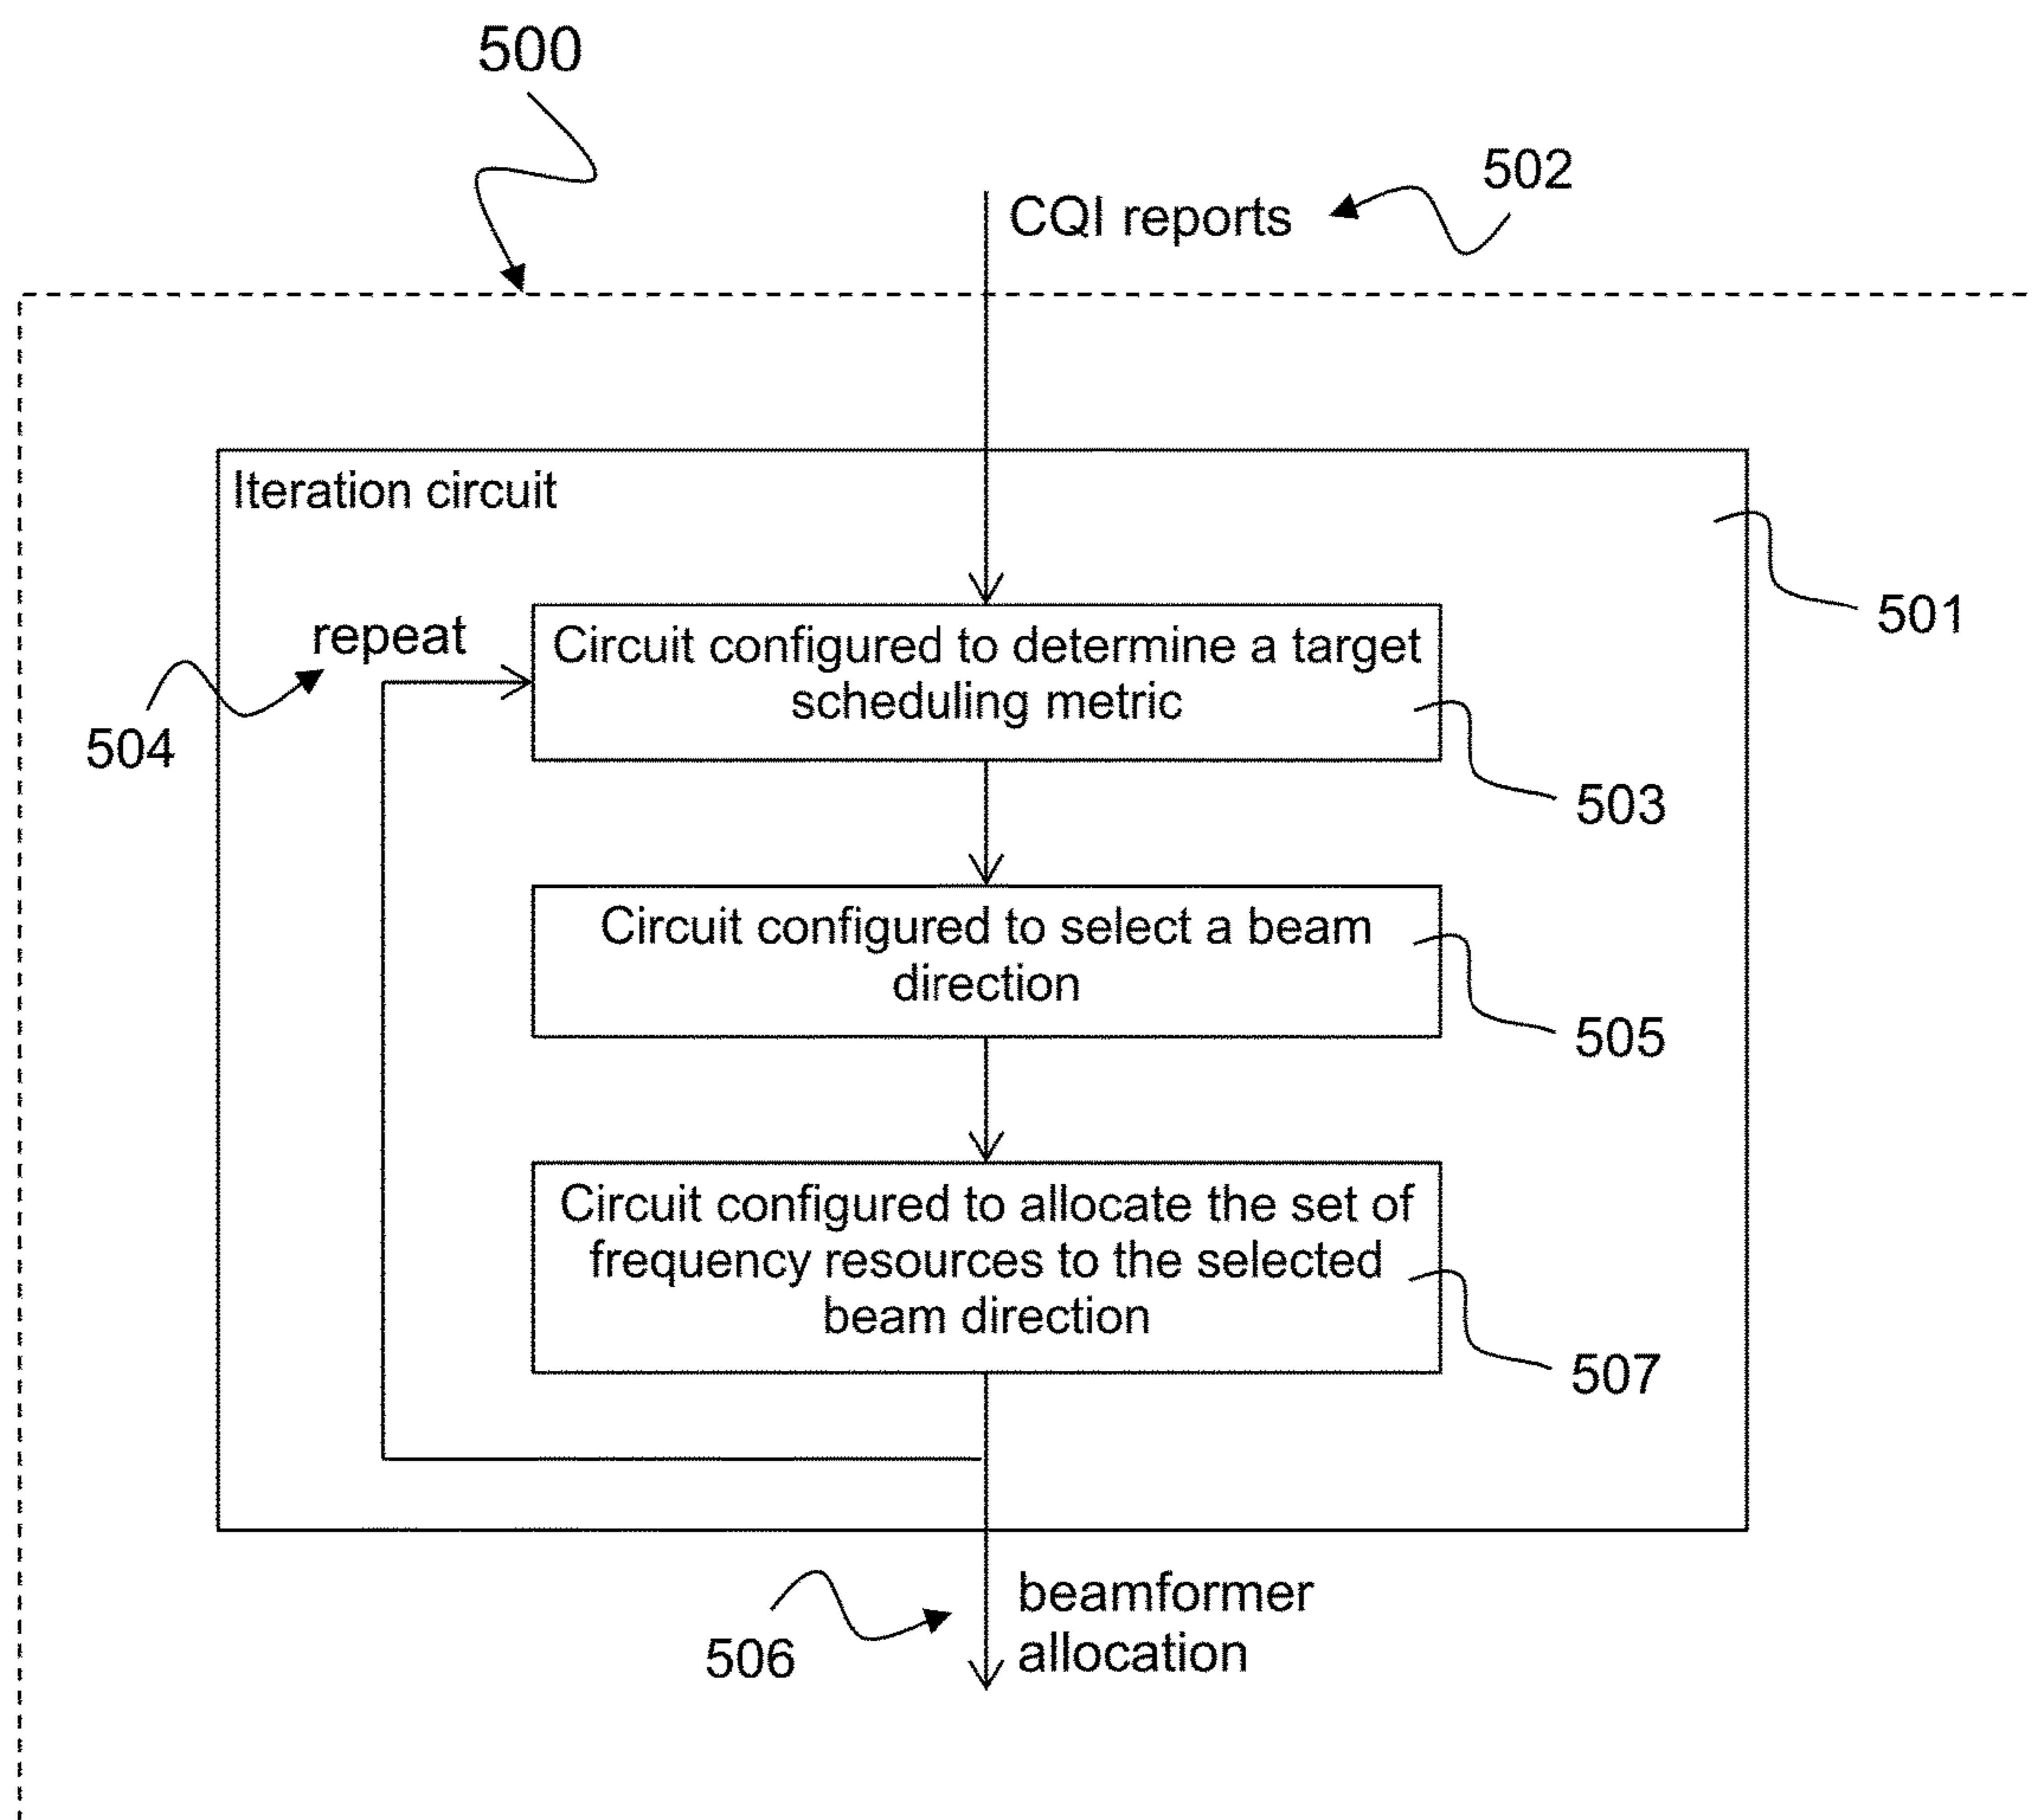 500
502
CQI reports
Iteration circuit
501
repeat
Circuit configured to determine a target
scheduling metric
504
503
Circuit configured to select a beam
direction
505
Circuit configured to allocate the set of
frequency resources to the selected
beam direction
507
beamformer
allocation
506